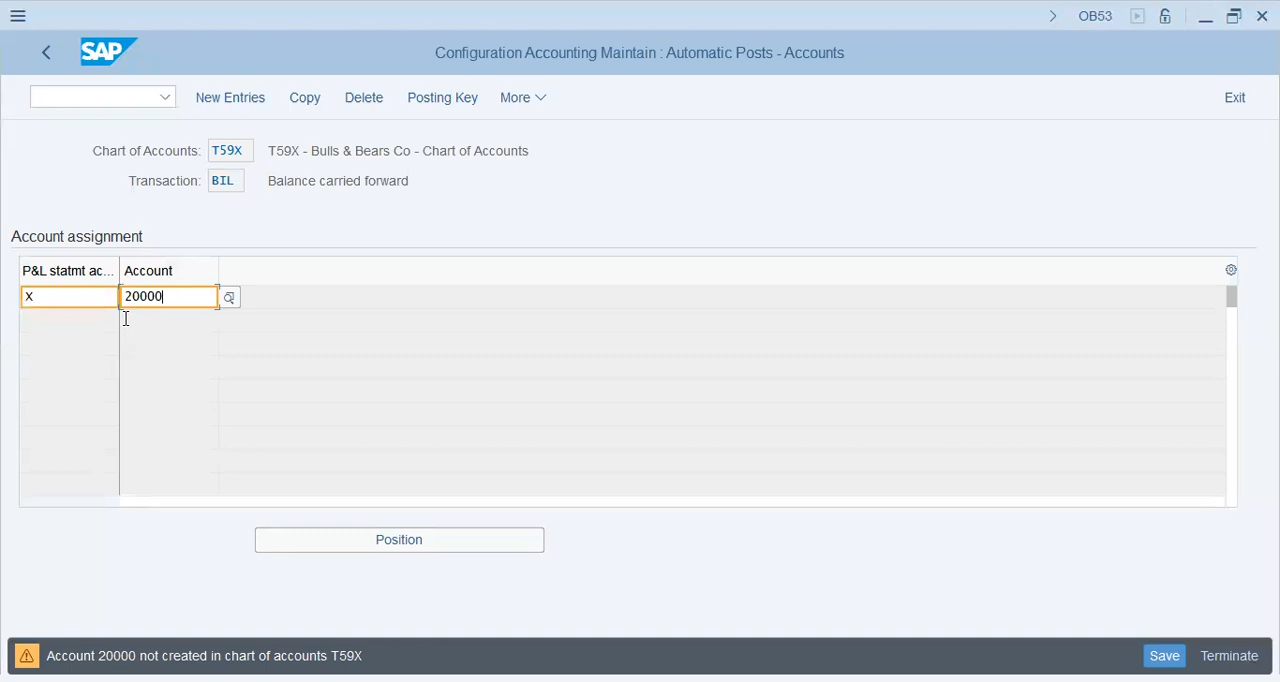 OB53
SAP
Configuration Accounting Maintain : Automatic Posts - Accounts
New Entries Copy Delete Posting Key More Exit
Chart of Accounts: T59X T59X - Bulls & Bears Co - Chart of Accounts
Transaction: BIL Balance carried forward
Account assignment
P&L statmt ac... Account
X 20000
Position
Account 20000 not created in chart of accounts T59X Save Terminate